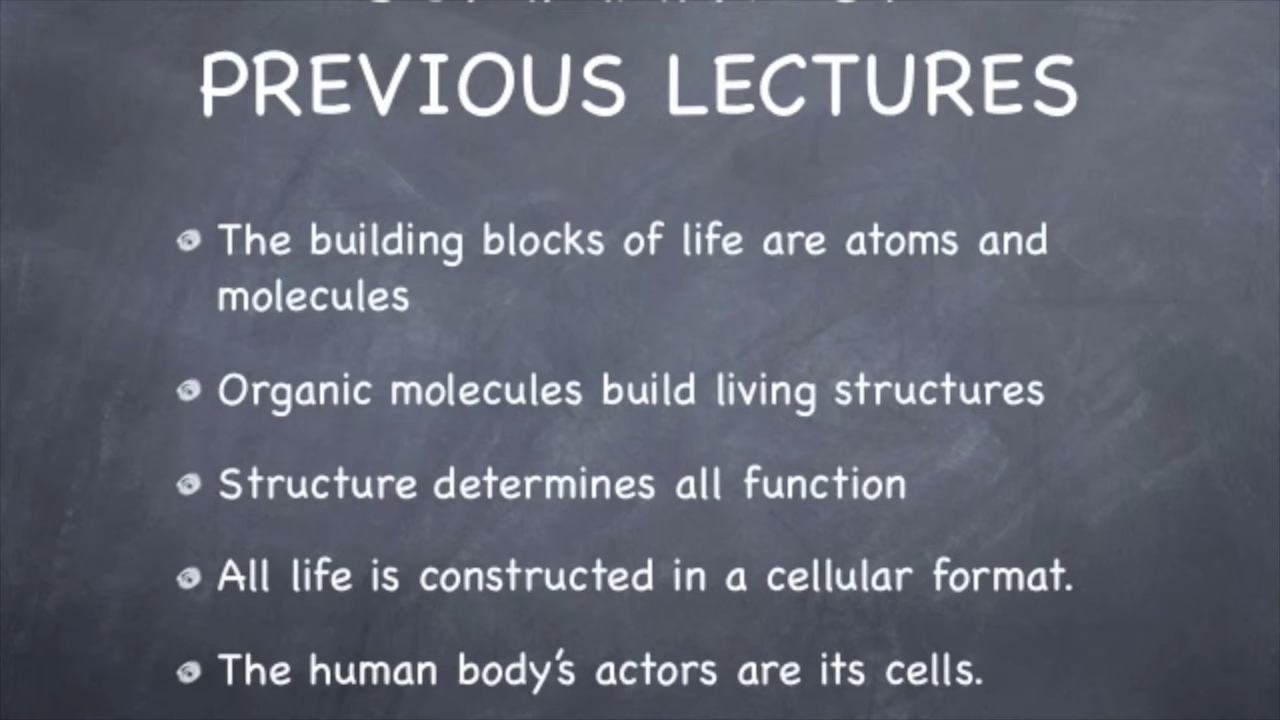 PREVIOUS LECTURES
The building blocks of life are atoms and
molecules
Organic molecules build living structures
Structure determines all function
All life is constructed in a cellular format.
The human body's actors are its cells.